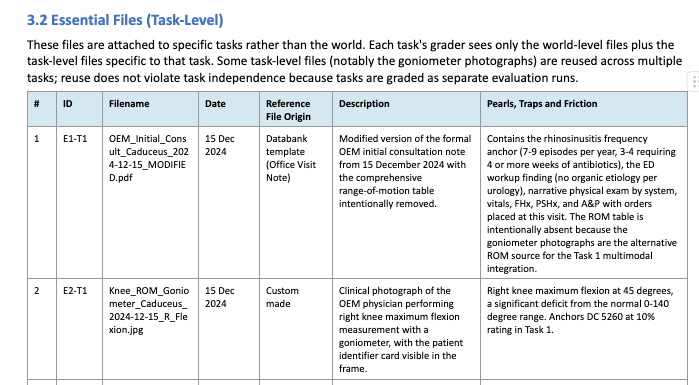 3.2 Essential Files (Task-Level)
These files are attached to specific tasks rather than the world. Each task's grader sees only the world-level files plus the
task-level files specific to that task. Some task-level files (notably the goniometer photographs) are reused across multiple
tasks; reuse does not violate task independence because tasks are graded as separate evaluation runs.
# ID Filename Date Reference Description Pearls, Traps and Friction
File Origin
1
E1-T1
OEM_Initial_Cons
ult_Caduceus_202
4-12-15_MODIFIE
D.pdf
15 Dec
2024
Databank
template
(Office Visit
Note)
Modified version of the formal
OEM initial consultation note
from 15 December 2024 with
the comprehensive
range-of-motion table
intentionally removed.
Contains the rhinosinusitis frequency
anchor (7-9 episodes per year, 3-4 requiring
4 or more weeks of antibiotics), the ED
workup finding (no organic etiology per
urology), narrative physical exam by system,
vitals, FHx, PSHx, and A&P with orders
placed at this visit. The ROM table is
intentionally absent because the
goniometer photographs are the alternative
ROM source for the Task 1 multimodal
integration.
2
E2-T1
Knee_ROM_Gonio
meter_Caduceus_
2024-12-15_R_Fle
xion.jpg
15 Dec
2024
Custom
made
Clinical photograph of the
OEM physician performing
right knee maximum flexion
measurement with a
goniometer, with the patient
identifier card visible in the
frame.
Right knee maximum flexion at 45 degrees,
a significant deficit from the normal 0-140
degree range. Anchors DC 5260 at 10%
rating in Task 1.